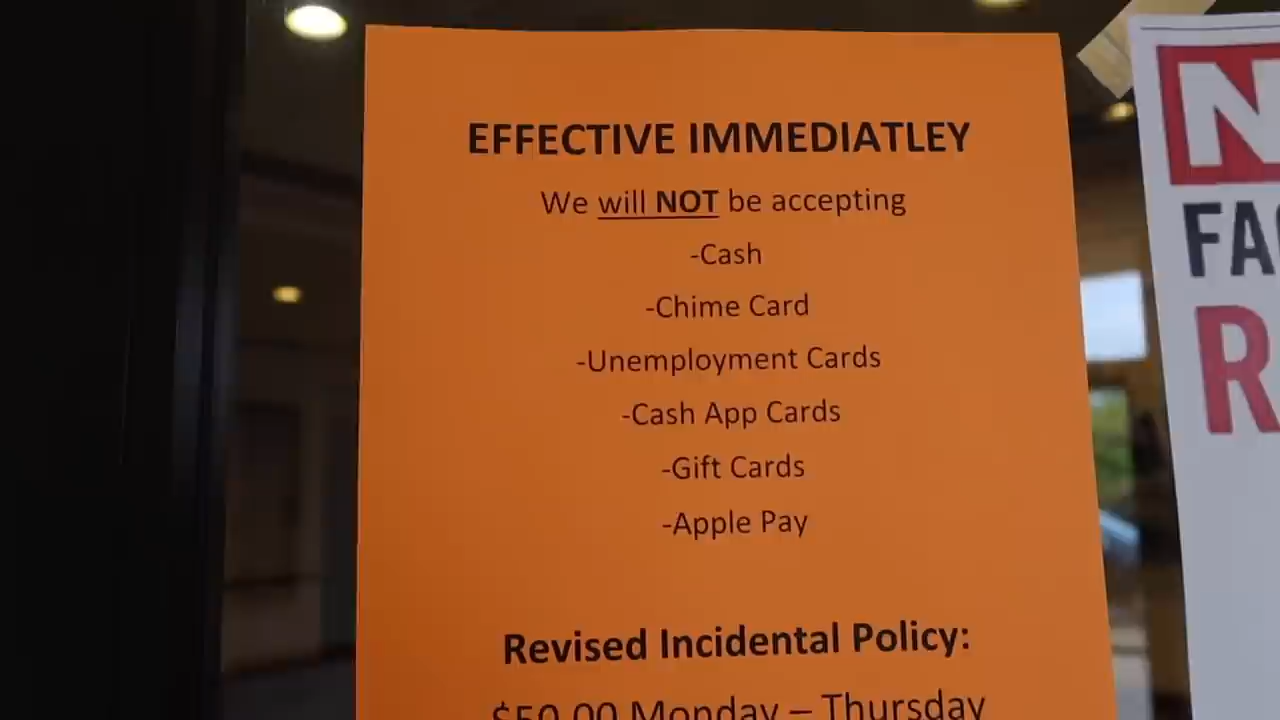 EFFECTIVE IMMEDIATLEY
We will NOT be accepting
-Cash
-Chime Card
-Unemployment Cards
-Cash App Cards
-Gift Cards
-Apple Pay
Revised Incidental Policy:
$50.00 Monday – Thursday